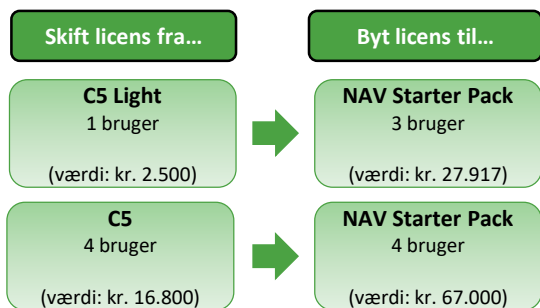 Skift licens fra…
Byt licens til…
C5 Light
1 bruger
(værdi: kr. 2.500)
NAV Starter Pack
3 bruger
(værdi: kr. 27.917)
C5
4 bruger
(værdi: kr. 16.800)
NAV Starter Pack
4 bruger
(værdi: kr. 67.000)